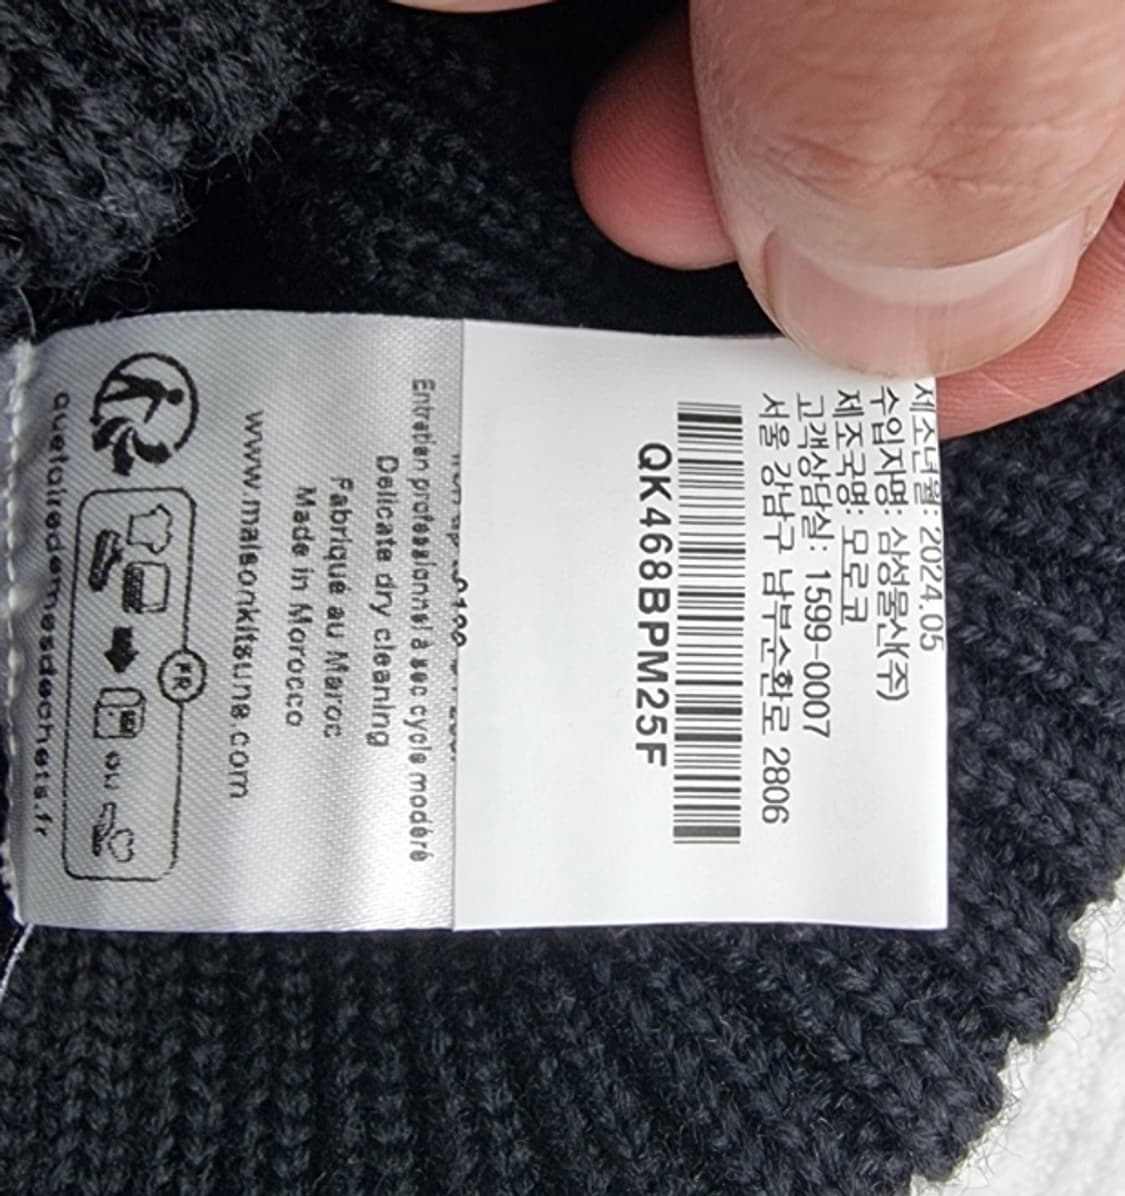 제조년월: 2024.05
수입자명: 삼성물산(주)
제조국명: 모로코
고객상담실: 1599-0007
서울 강남구 남부순환로 2806
QK468BPM25F
Entretien professionnel à sec cycle modéré
Delicate dry cleaning
Fabriqué au Maroc
Made in Morocco
www.maisonkitsune.com
FR
ou
quefairedemesdechets.fr